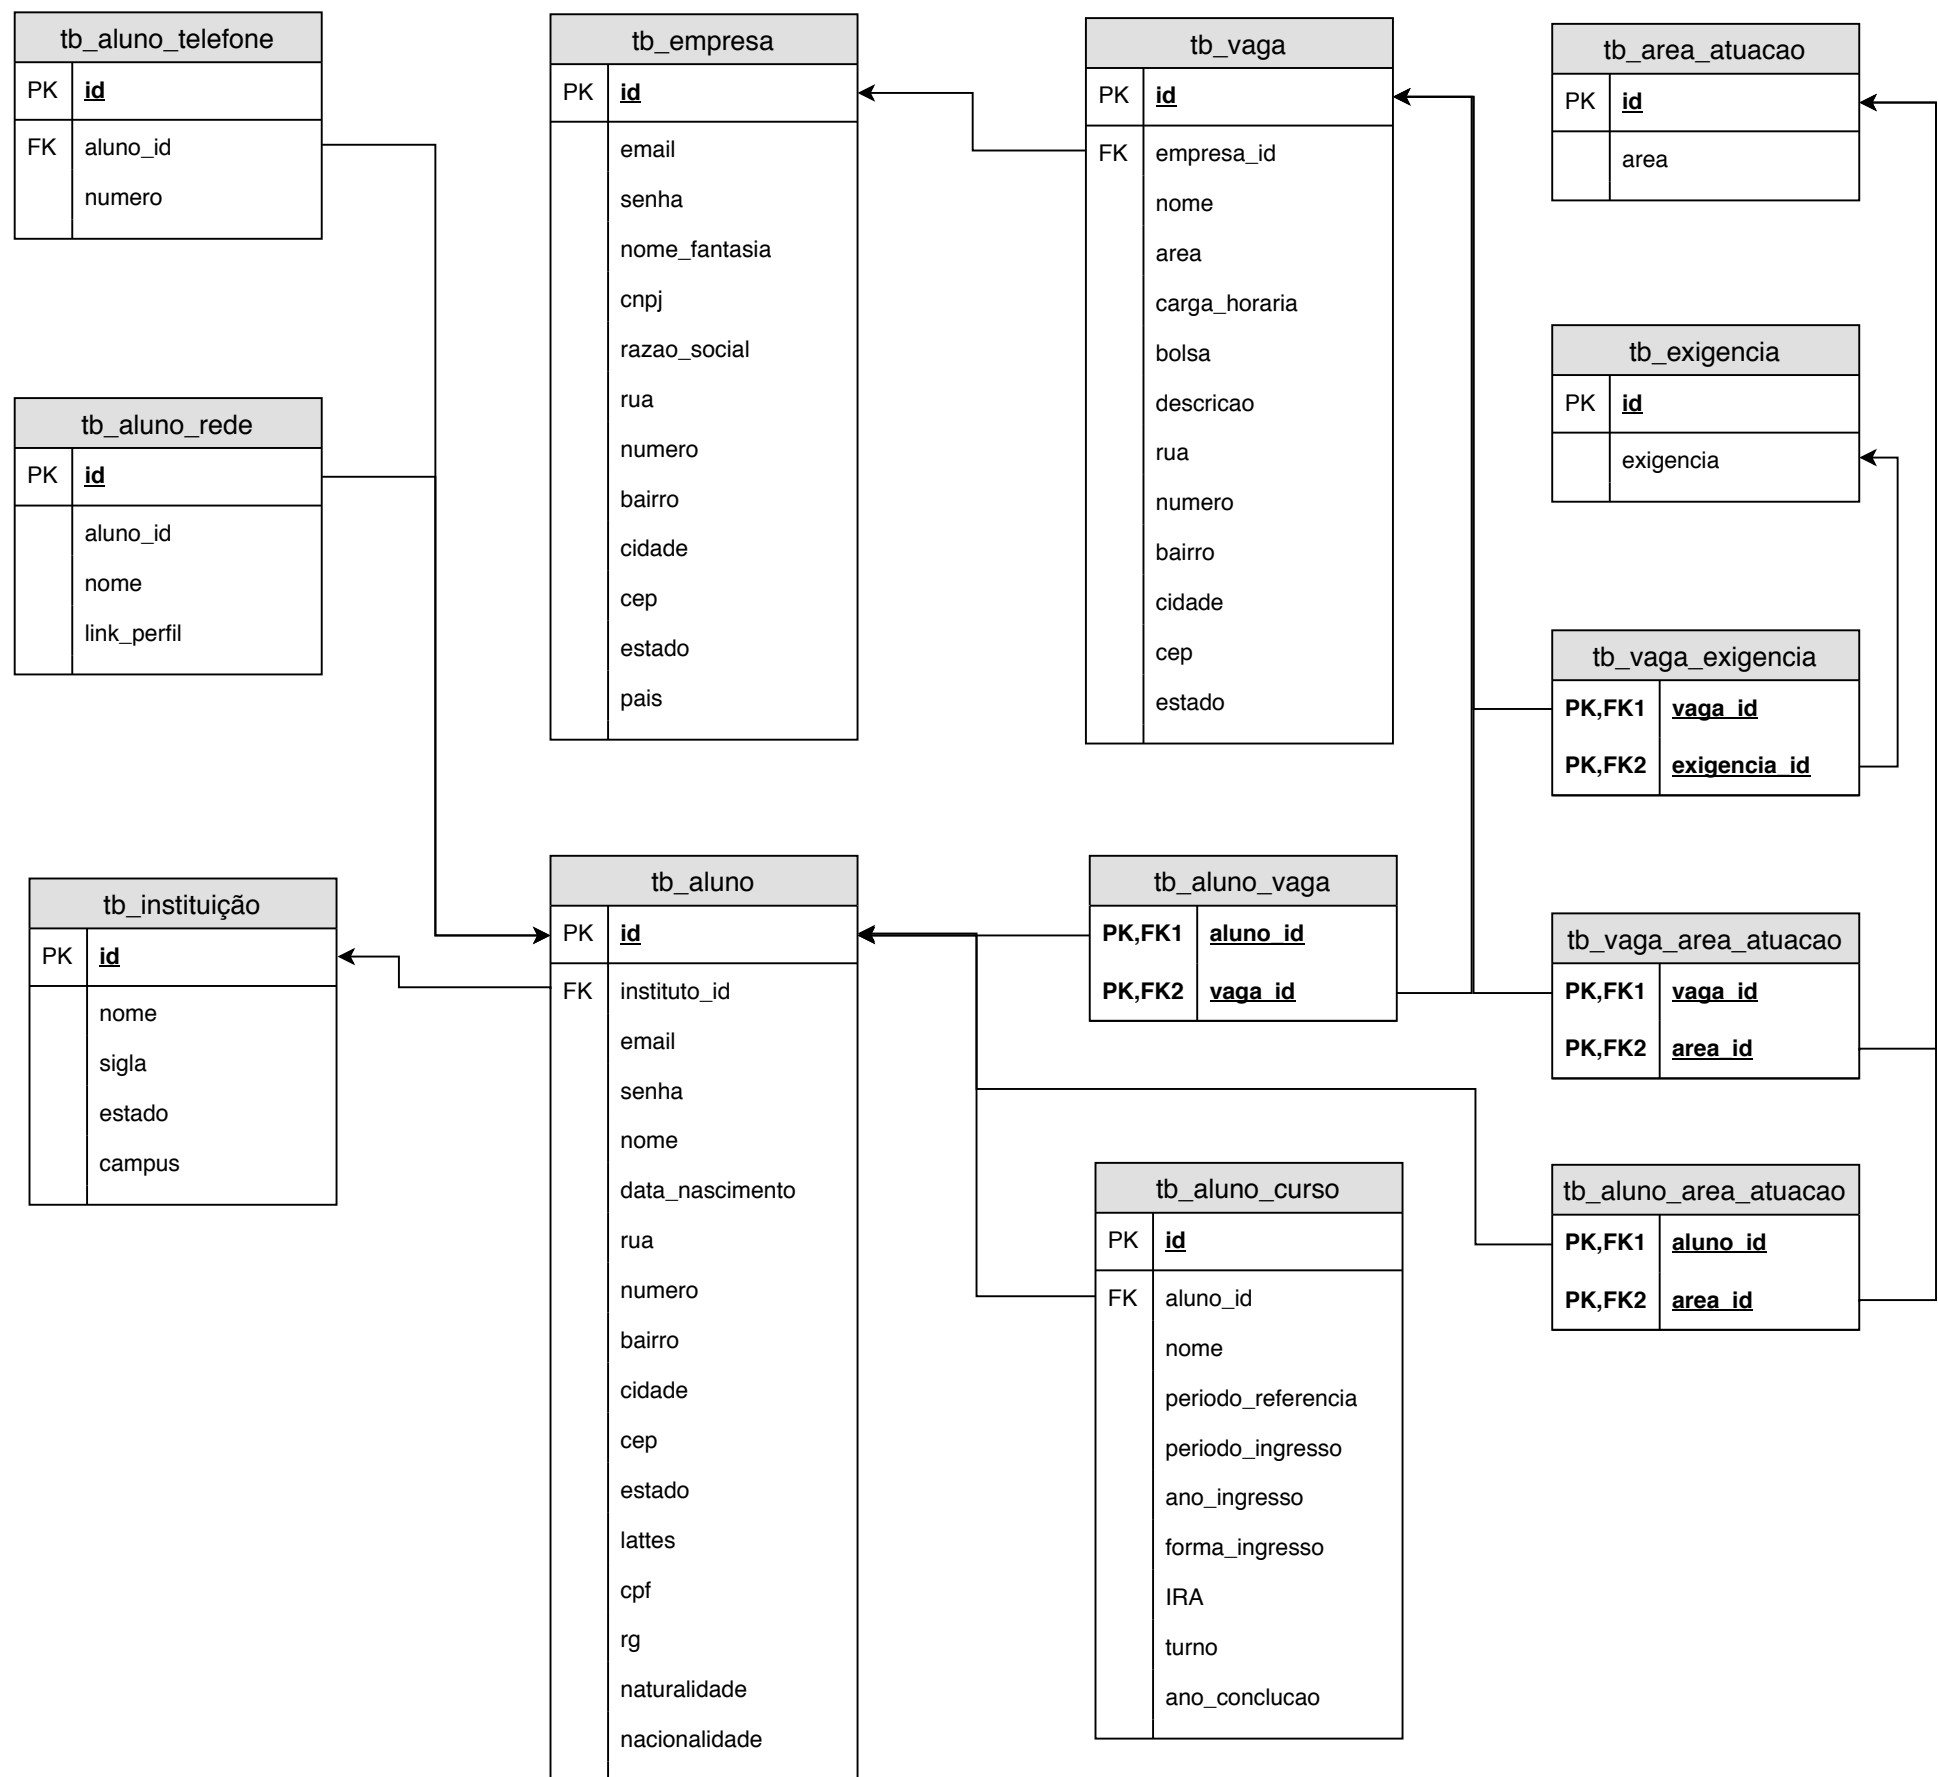 tb_aluno_telefone
PK id
FK aluno_id
numero
tb_empresa
PK id
email
senha
nome_fantasia
cnpj
razao_social
rua
numero
bairro
cidade
cep
estado
pais
tb_vaga
PK id
FK empresa_id
nome
area
carga_horaria
bolsa
descricao
rua
numero
bairro
cidade
cep
estado
tb_area_atuacao
PK id
area
tb_exigencia
PK id
exigencia
tb_aluno_rede
PK id
aluno_id
nome
link_perfil
tb_vaga_exigencia
PK,FK1 vaga_id
PK,FK2 exigencia_id
tb_instituição
PK id
nome
sigla
estado
campus
tb_aluno
PK id
FK instituto_id
email
senha
nome
data_nascimento
rua
numero
bairro
cidade
cep
estado
lattes
cpf
rg
naturalidade
nacionalidade
tb_aluno_vaga
PK,FK1 aluno_id
PK,FK2 vaga_id
tb_vaga_area_atuacao
PK,FK1 vaga_id
PK,FK2 area_id
tb_aluno_curso
PK id
FK aluno_id
nome
periodo_referencia
periodo_ingresso
ano_ingresso
forma_ingresso
IRA
turno
ano_conclucao
tb_aluno_area_atuacao
PK,FK1 aluno_id
PK,FK2 area_id